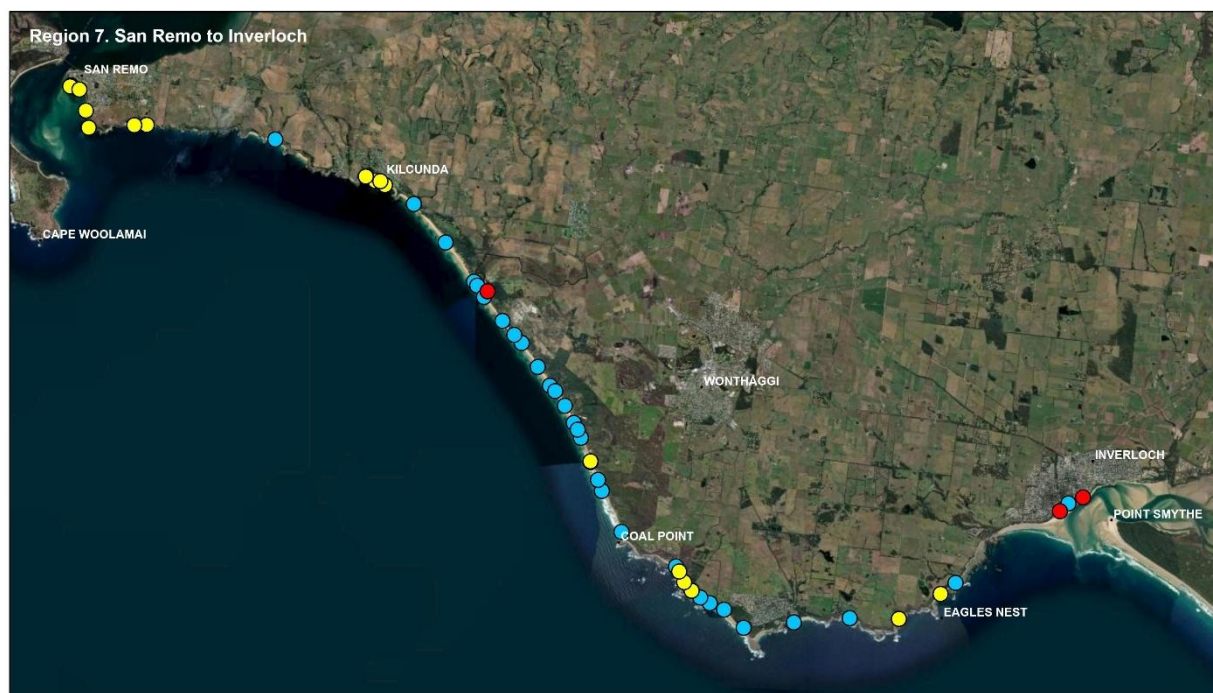 Region 7. San Remo to Inverloch
SAN REMO
KILCUNDA
CAPE WOOLAMAI
WONTHAGGI
INVERLOCH
POINT SMYTHE
COAL POINT
EAGLES NEST